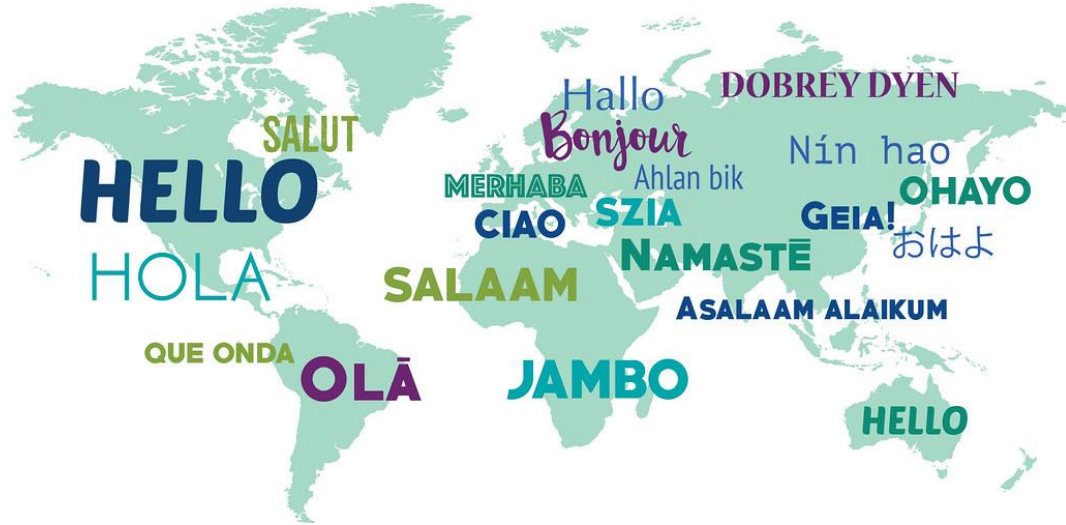 Hallo
DOBREY DYEN
SALUT
Bonjour
Nín hao
HELLO
MERHABA
Ahlan bik
OHAYO
CIAO
SZIA
GEIA!
おはよ
HOLA
NAMASTĒ
SALAAM
ASALAAM ALAIKUM
QUE ONDA
OLĀ
JAMBO
HELLO